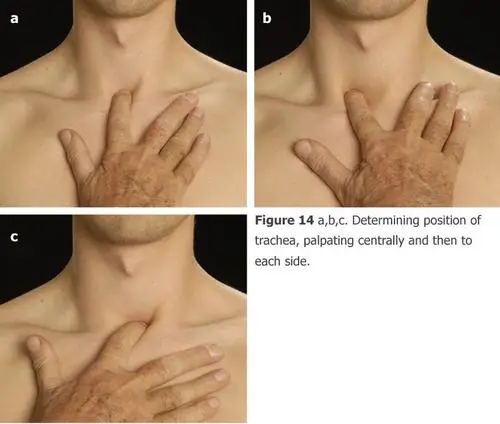 a
b
Figure 14 a,b,c. Determining position of
trachea, palpating centrally and then to
each side.
c